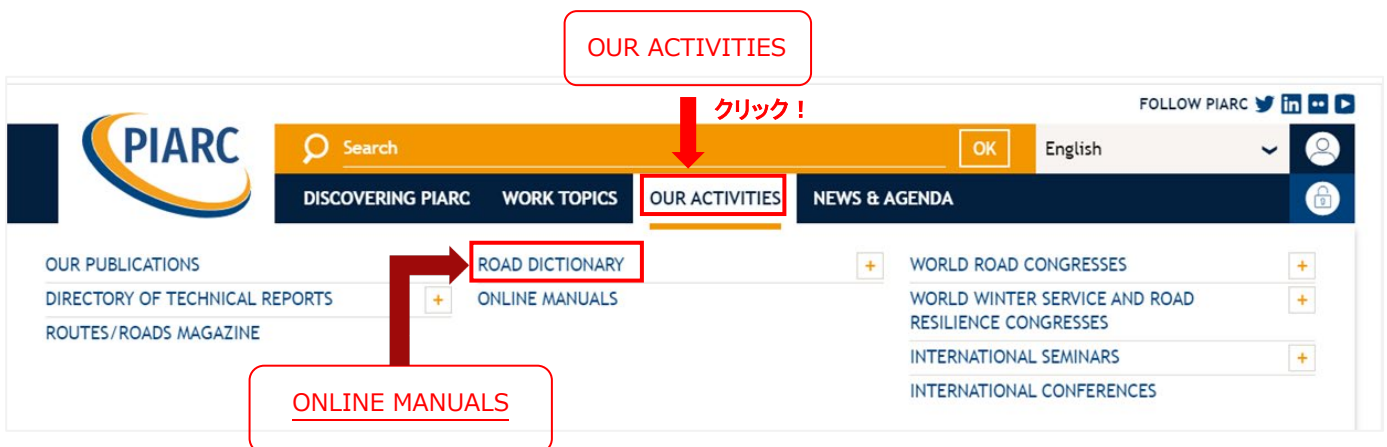 OUR ACTIVITIES
クリック！
FOLLOW PIARC
PIARC
Search
OK
English
DISCOVERING PIARC
WORK TOPICS
OUR ACTIVITIES
NEWS & AGENDA
OUR PUBLICATIONS
DIRECTORY OF TECHNICAL REPORTS
ROUTES/ROADS MAGAZINE
ROAD DICTIONARY
ONLINE MANUALS
WORLD ROAD CONGRESSES
WORLD WINTER SERVICE AND ROAD
RESILIENCE CONGRESSES
INTERNATIONAL SEMINARS
INTERNATIONAL CONFERENCES
ONLINE MANUALS